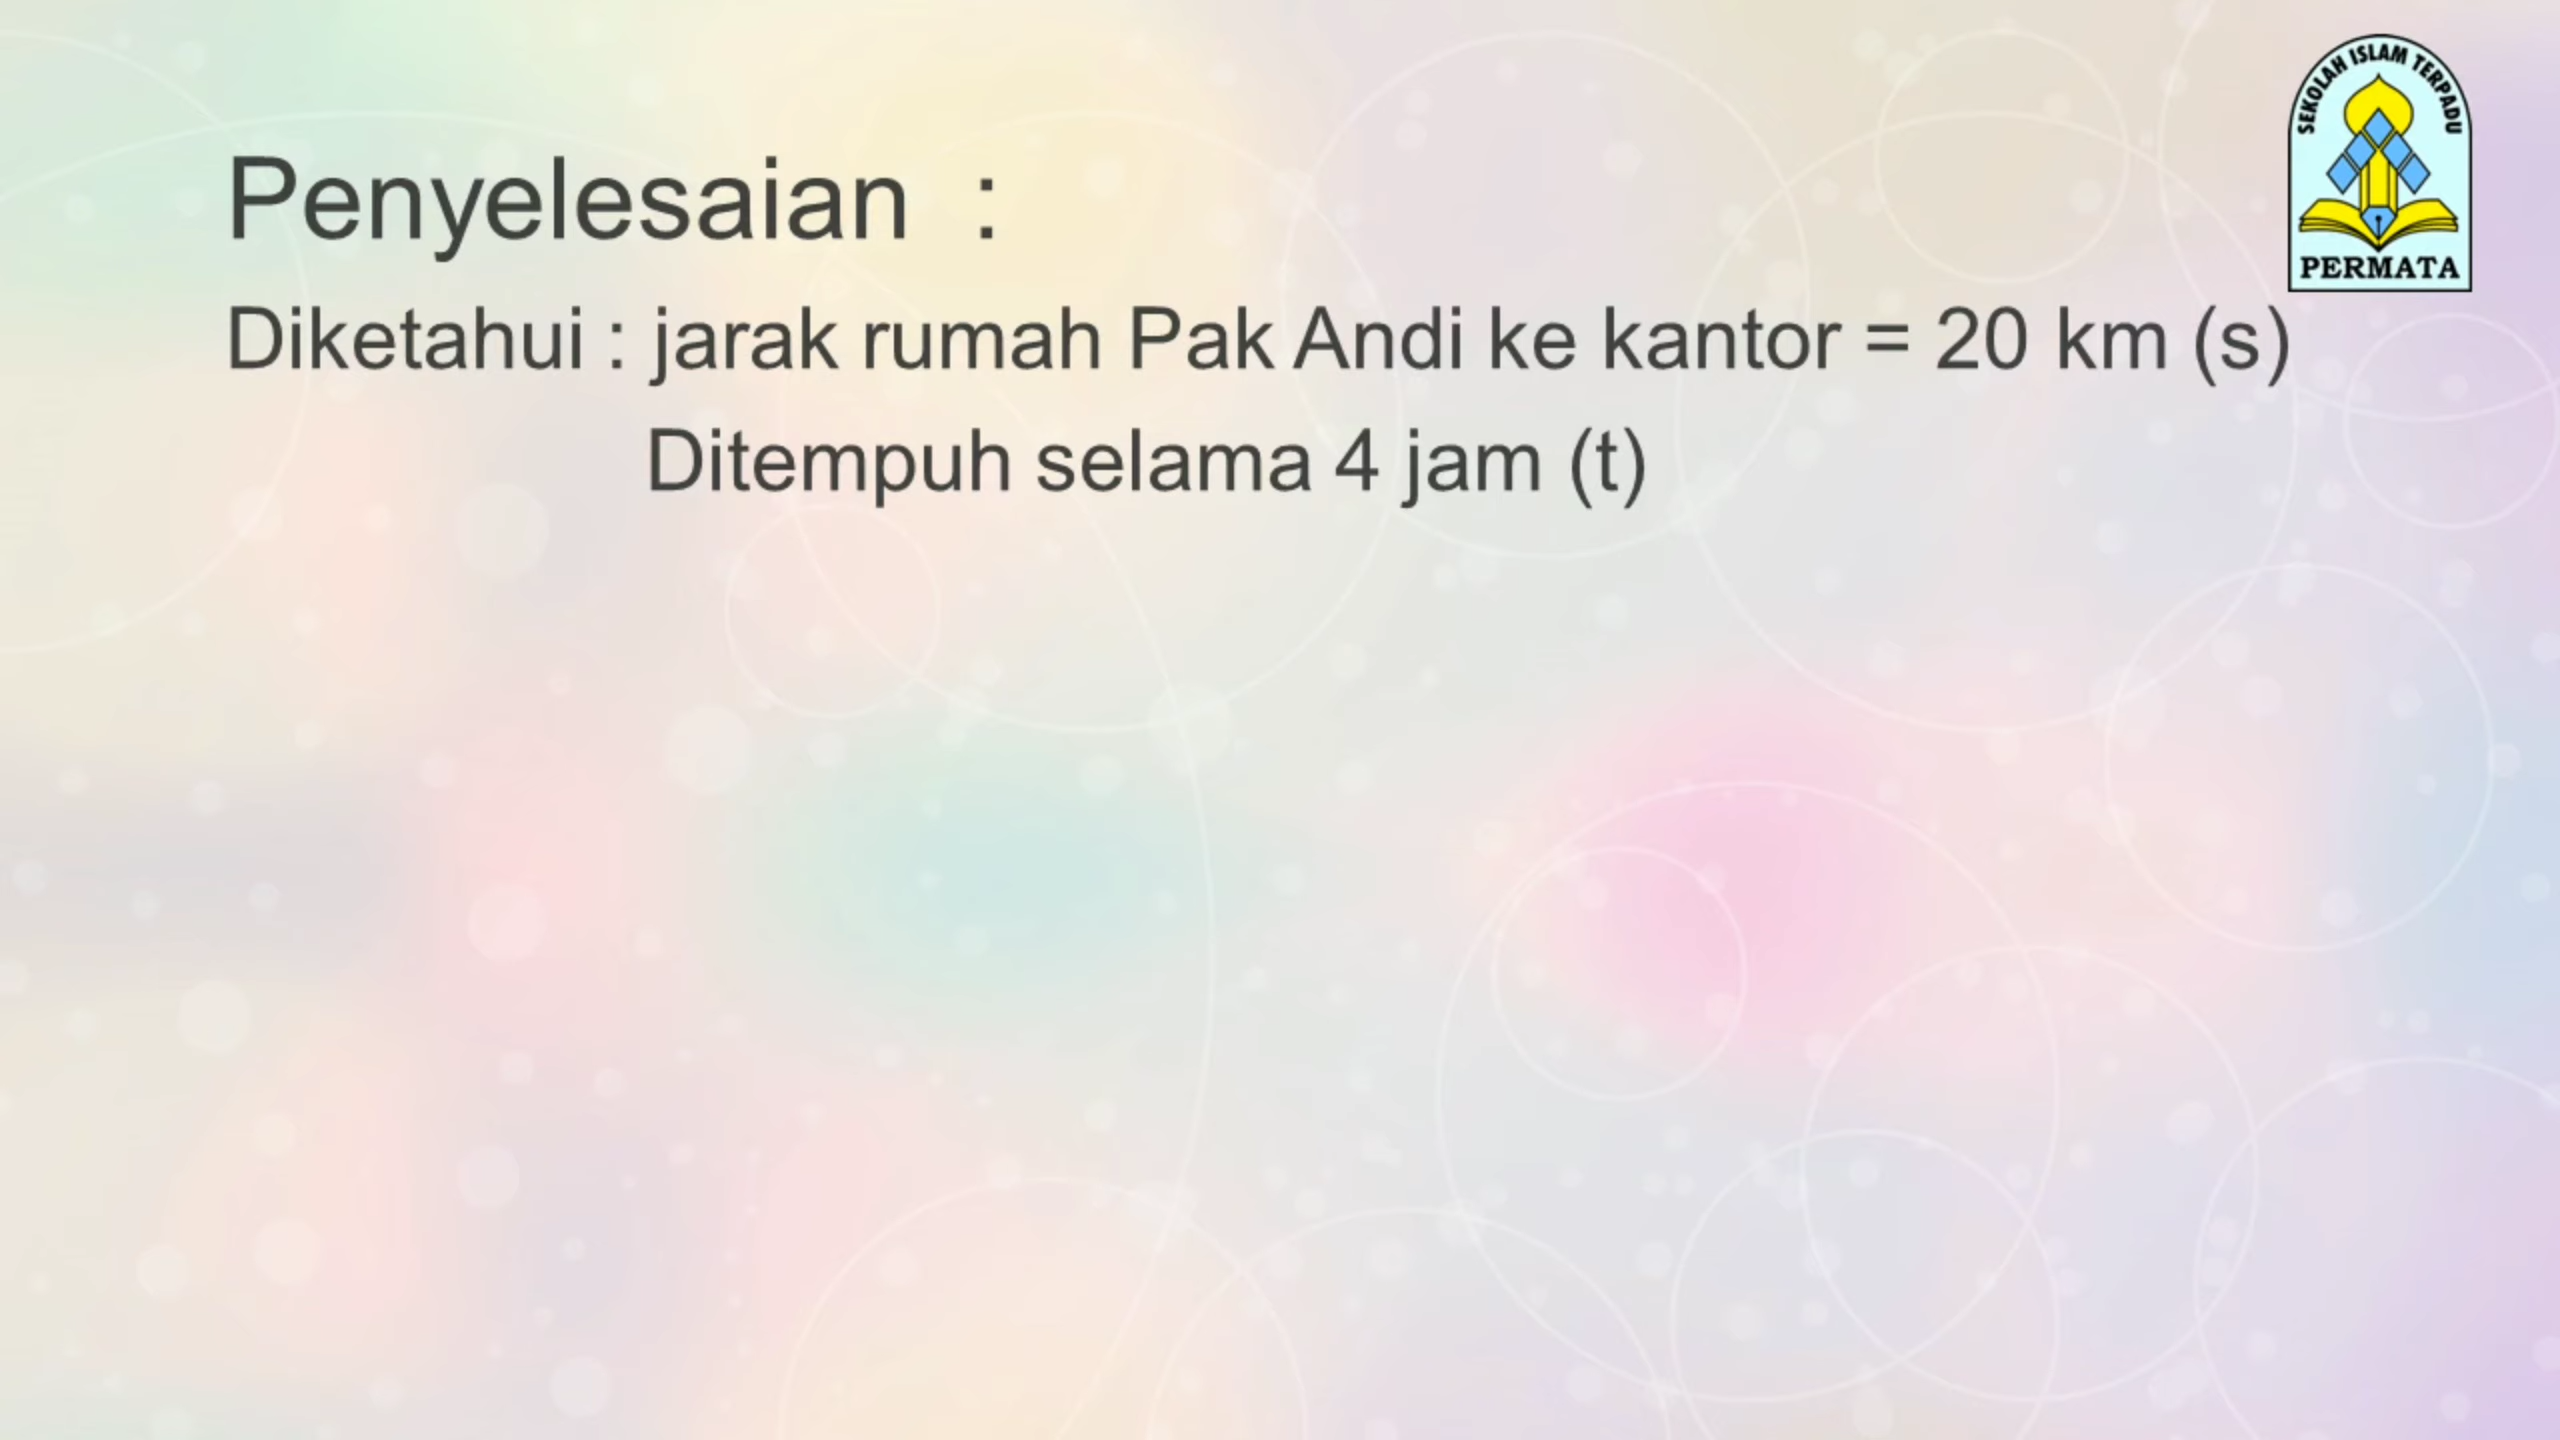 SEKOLAH ISLAM TERPADU
PERMATA
Penyelesaian :
Diketahui : jarak rumah Pak Andi ke kantor = 20 km (s)
Ditempuh selama 4 jam (t)